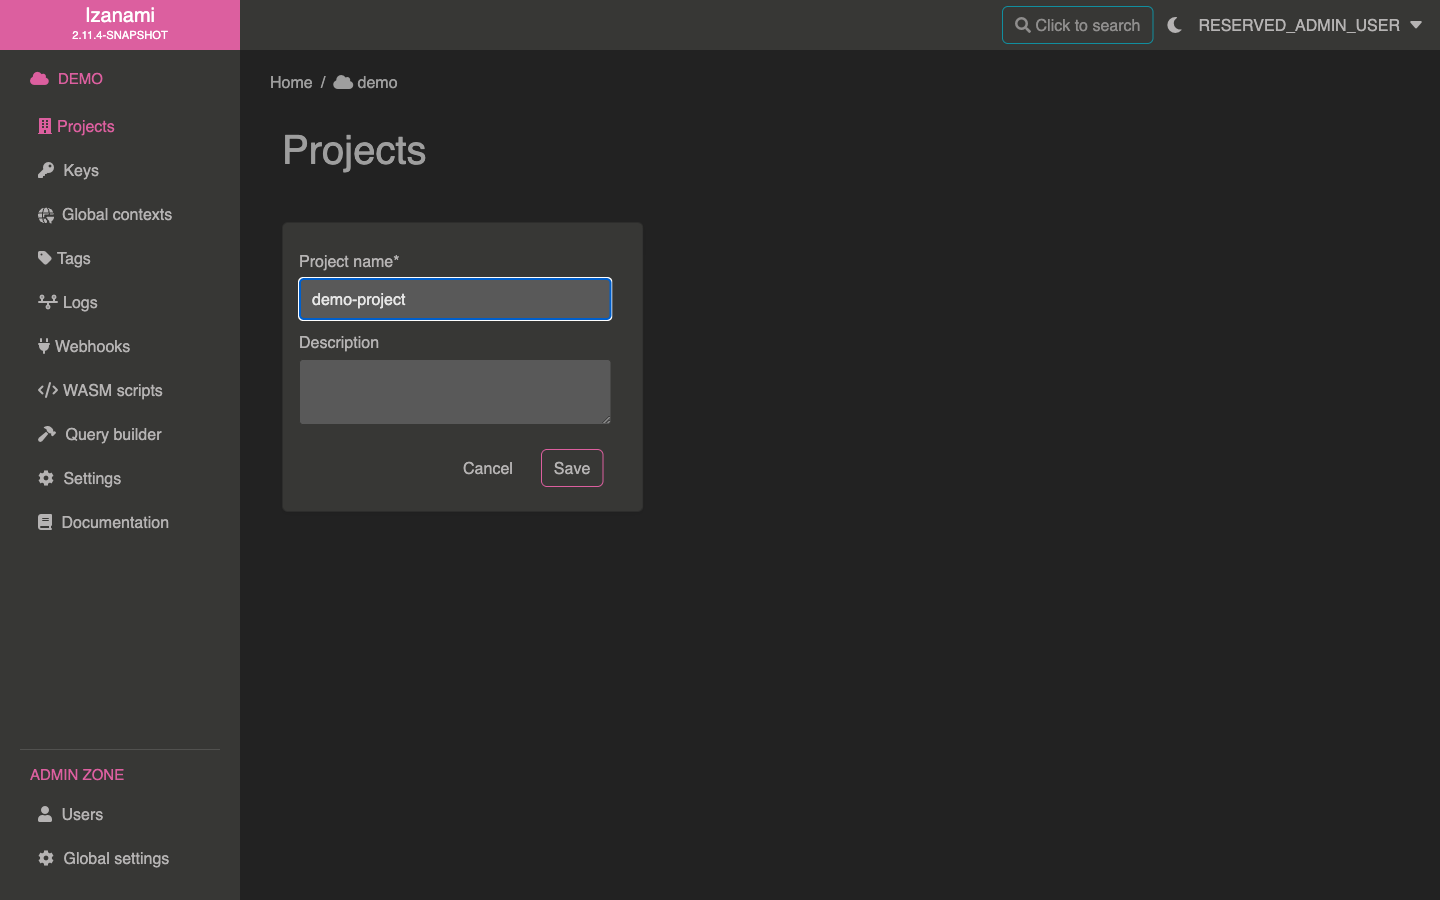 Izanami
2.11.4-SNAPSHOT
Click to search
RESERVED_ADMIN_USER
DEMO
Projects
Keys
Global contexts
Tags
Logs
Webhooks
WASM scripts
Query builder
Settings
Documentation
ADMIN ZONE
Users
Global settings
Home / demo
Projects
Project name*
demo-project
Description
Cancel
Save